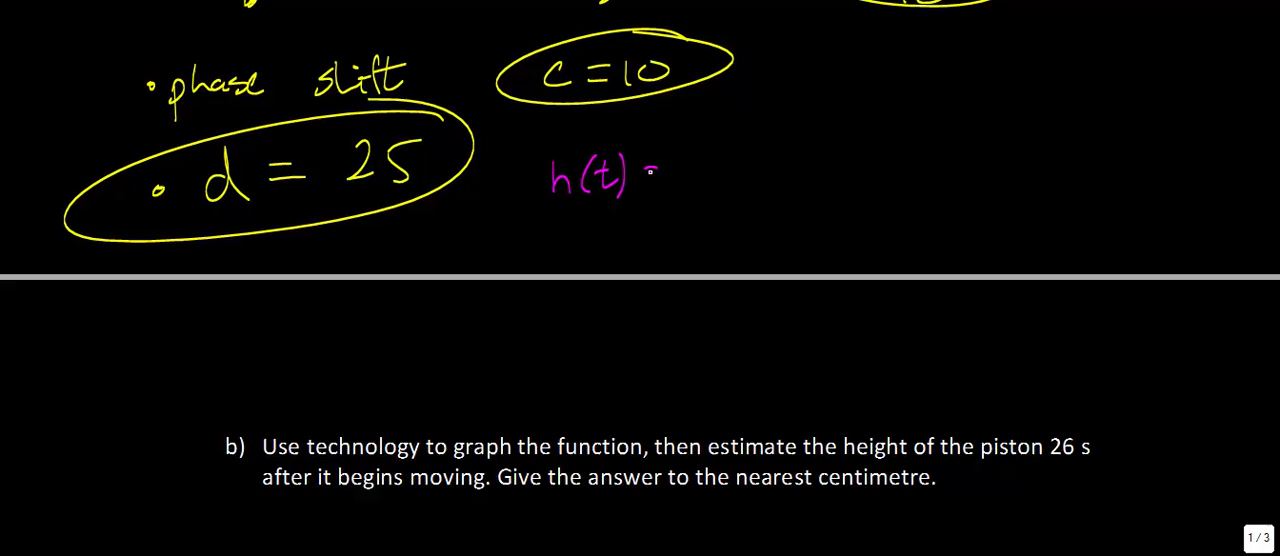 • phase shift c = 10
• d = 25
h(t) =
b) Use technology to graph the function, then estimate the height of the piston 26 s
after it begins moving. Give the answer to the nearest centimetre.
1 / 3